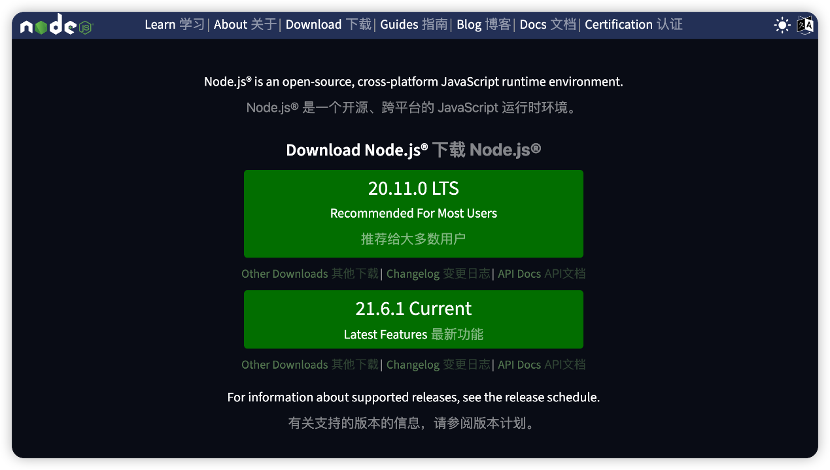 node JS
Learn 学习| About 关于| Download 下载| Guides 指南| Blog 博客| Docs 文档| Certification 认证
Node.js® is an open-source, cross-platform JavaScript runtime environment.
Node.js® 是一个开源、跨平台的 JavaScript 运行时环境。
Download Node.js® 下载 Node.js®
20.11.0 LTS
Recommended For Most Users
推荐给大多数用户
Other Downloads 其他下载| Changelog 变更日志| API Docs API文档
21.6.1 Current
Latest Features 最新功能
Other Downloads 其他下载| Changelog 变更日志| API Docs API文档
For information about supported releases, see the release schedule.
有关支持的版本的信息，请参阅版本计划。